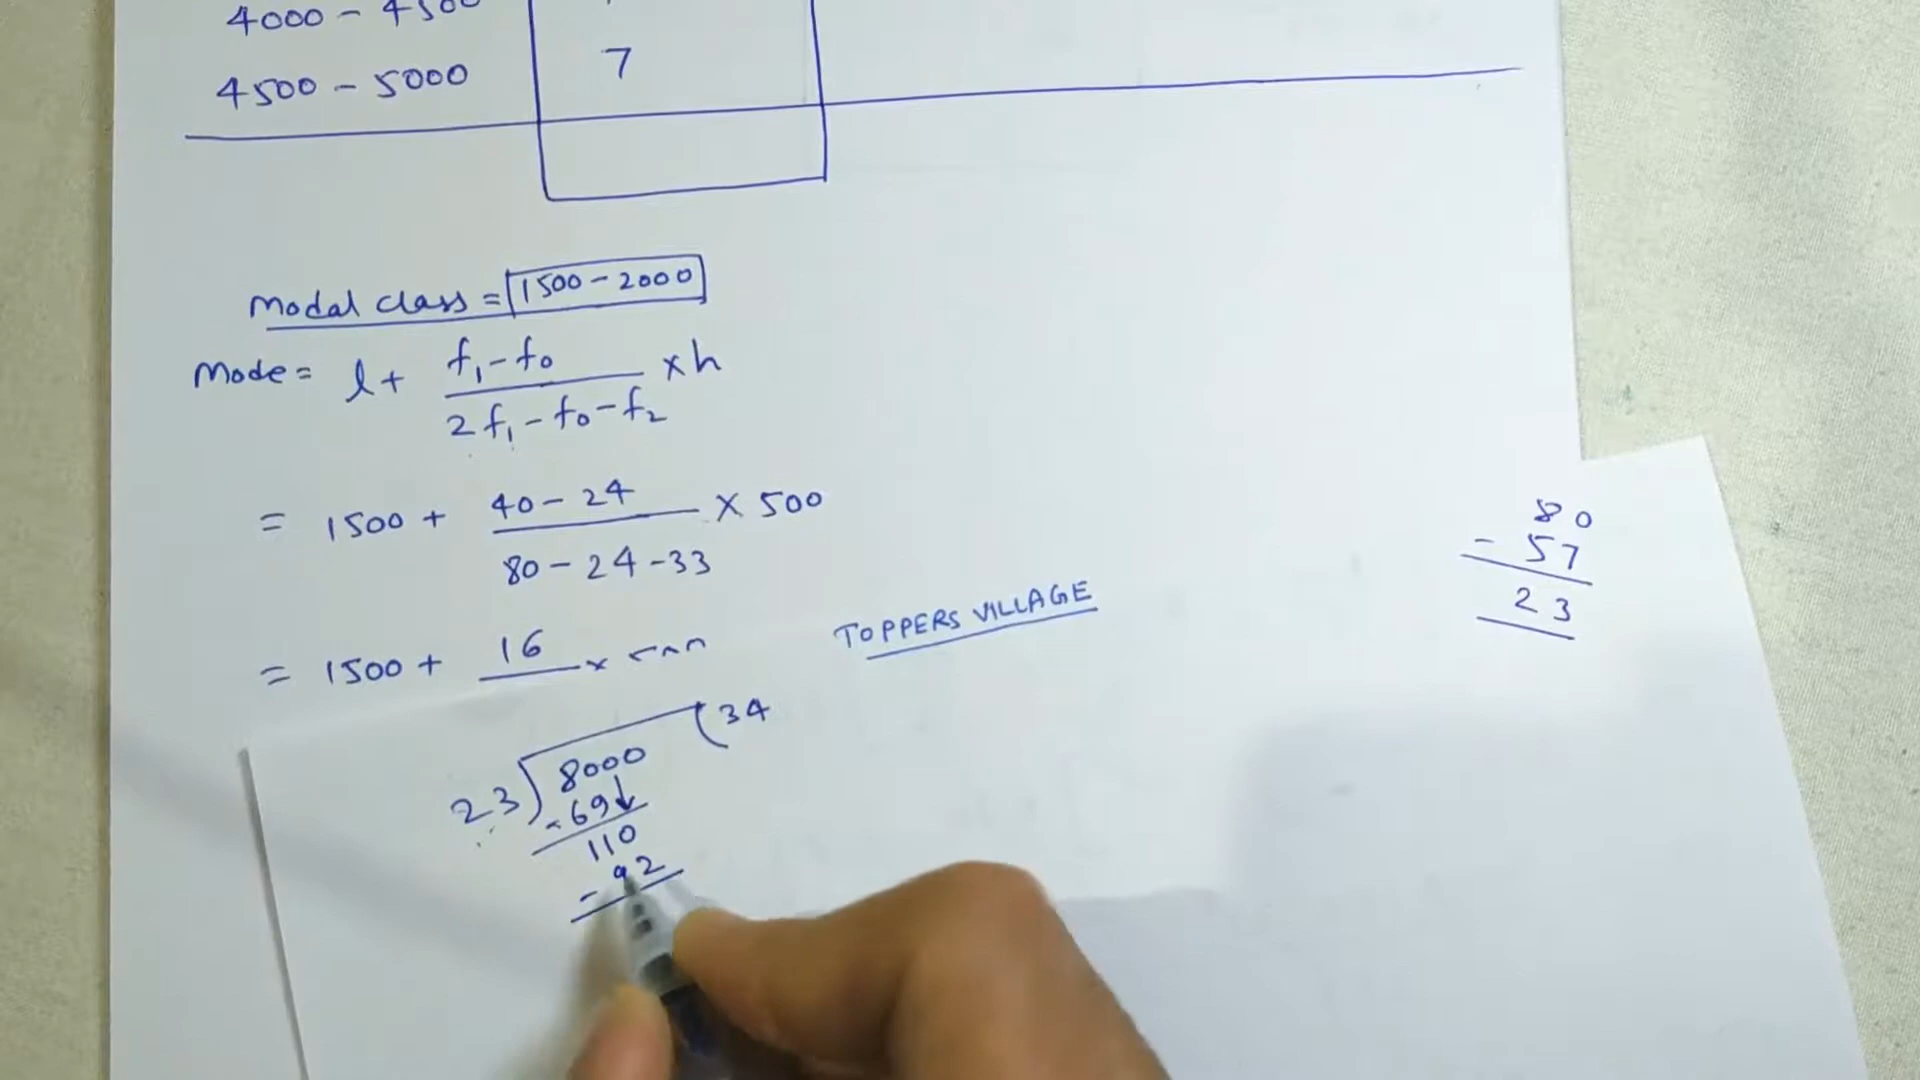 4000 - 4500
4500 - 5000 7
Modal class = 1500 - 2000
Mode = l + f₁ - f₀ / 2f₁ - f₀ - f₂ × h
= 1500 + 40 - 24 / 80 - 24 - 33 × 500
= 1500 + 16 ×
TOPPERS VILLAGE
80
- 57
23
23 ) 8000 ( 34
- 69↓
110
- 92